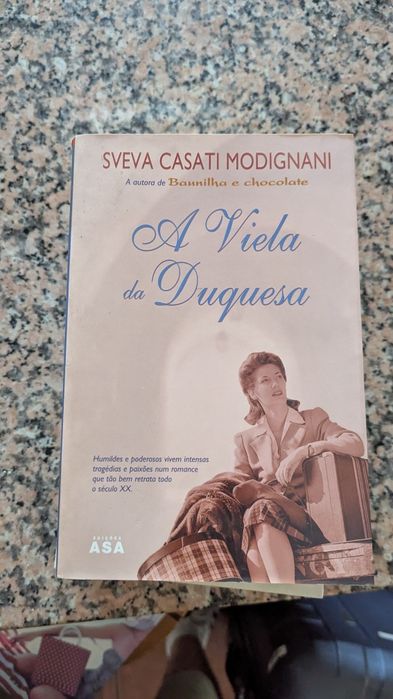 SVEVA CASATI MODIGNANI
A autora de Baunilha e chocolate
A Viela
da Duquesa
Humildes e poderosos vivem intensas
tragédias e paixões num romance
que tão bem retrata todo
o século XX.
EDIÇÕES
ASA